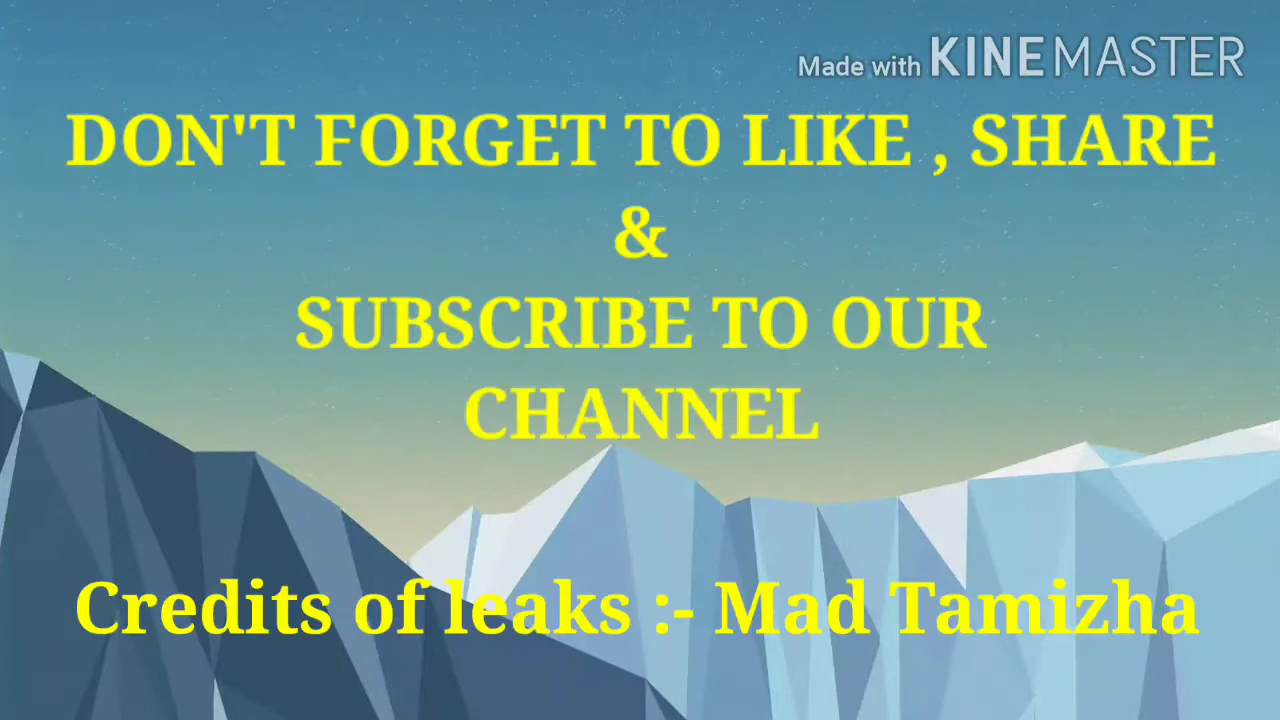 Made with KINEMASTER
DON'T FORGET TO LIKE , SHARE
&
SUBSCRIBE TO OUR
CHANNEL
Credits of leaks :- Mad Tamizha